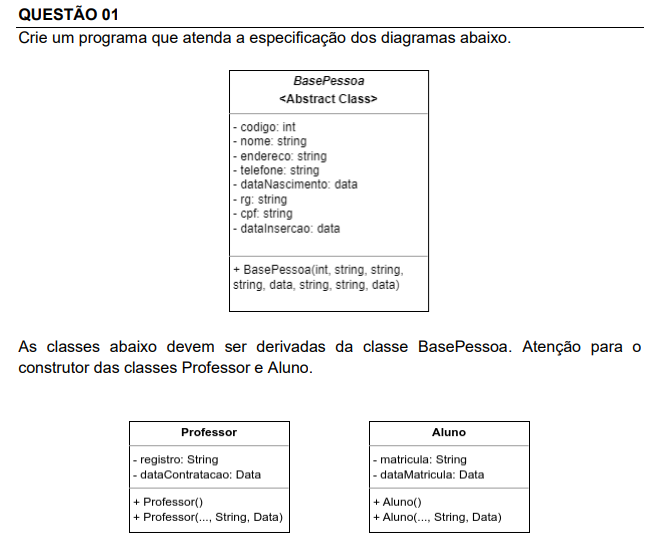 QUESTÃO 01
Crie um programa que atenda a especificação dos diagramas abaixo.
BasePessoa
<Abstract Class>
- codigo: int
- nome: string
- endereco: string
- telefone: string
- dataNascimento: data
- rg: string
- cpf: string
- dataInsercao: data
+ BasePessoa(int, string, string,
string, data, string, string, data)
As classes abaixo devem ser derivadas da classe BasePessoa. Atenção para o
construtor das classes Professor e Aluno.
Professor
- registro: String
- dataContratacao: Data
+ Professor()
+ Professor(..., String, Data)
Aluno
- matricula: String
- dataMatricula: Data
+ Aluno()
+ Aluno(..., String, Data)